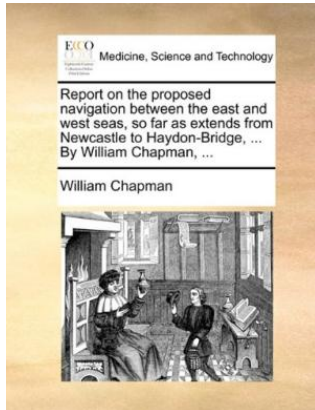 ECCO
Medicine, Science and Technology
Report on the proposed
navigation between the east and
west seas, so far as extends from
Newcastle to Haydon-Bridge, ...
By William Chapman, ...
William Chapman